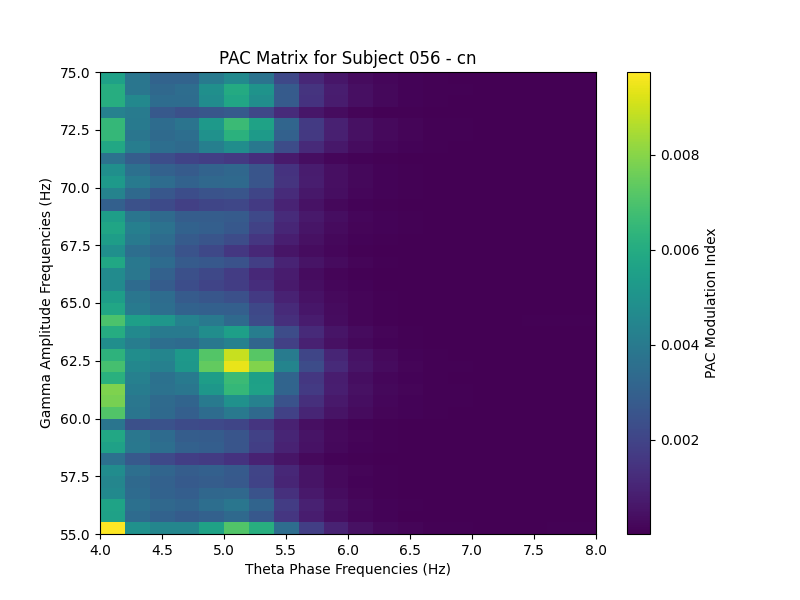 PAC Matrix for Subject 056 - cn
75.0
72.5
70.0
67.5
65.0
62.5
60.0
57.5
55.0
Gamma Amplitude Frequencies (Hz)
4.0 4.5 5.0 5.5 6.0 6.5 7.0 7.5 8.0
Theta Phase Frequencies (Hz)
0.008
0.006
0.004
0.002
PAC Modulation Index